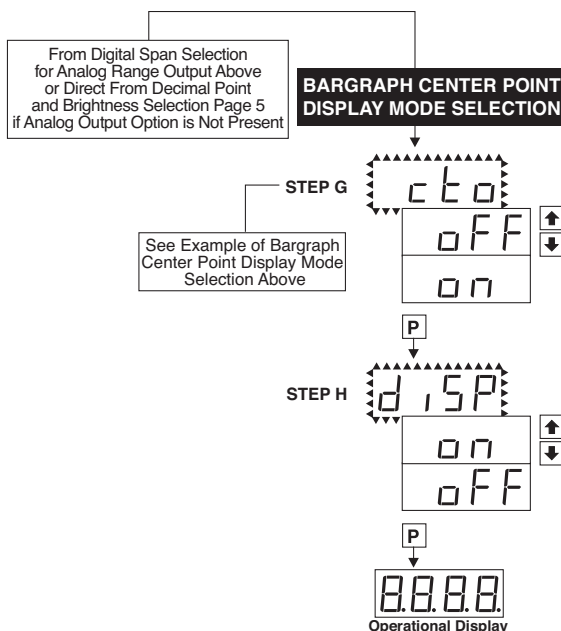 From Digital Span Selection
for Analog Range Output Above
or Direct From Decimal Point
and Brightness Selection Page 5
if Analog Output Option is Not Present
BARGRAPH CENTER POINT
DISPLAY MODE SELECTION
STEP G
cto
oFF
on
See Example of Bargraph
Center Point Display Mode
Selection Above
P
STEP H
diSP
on
oFF
P
8.8.8.8.
Operational Display